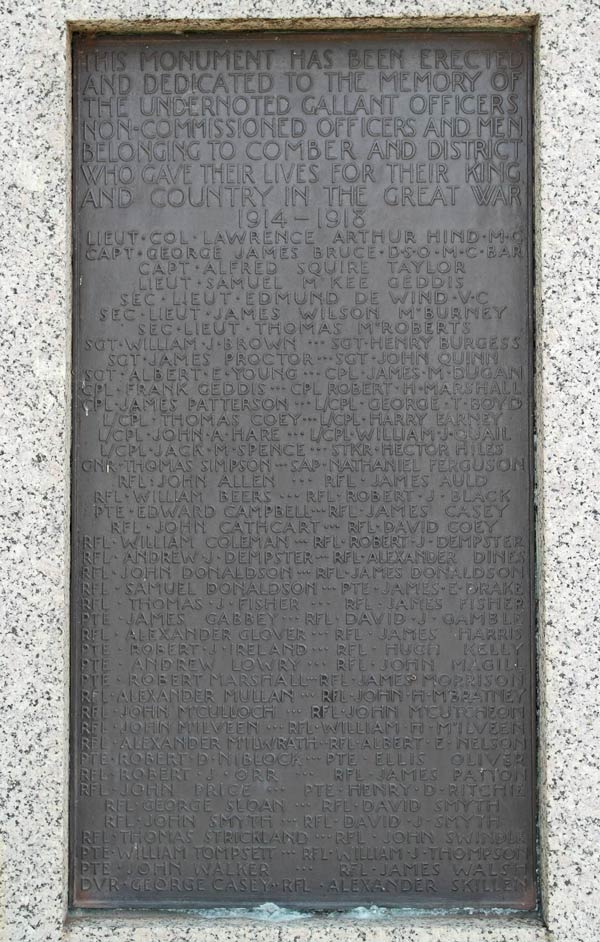 THIS MONUMENT HAS BEEN ERECTED
AND DEDICATED TO THE MEMORY OF
THE UNDERNOTED GALLANT OFFICERS
NON-COMMISSIONED OFFICERS AND MEN
BELONGING TO COMBER AND DISTRICT
WHO GAVE THEIR LIVES FOR THEIR KING
AND COUNTRY IN THE GREAT WAR
1914-1918
LIEUT·COL·LAWRENCE ARTHUR HIND·M·C
CAPT·GEORGE JAMES BRUCE·D·S·O·M·C·BAR
CAPT·ALFRED SQUIRE TAYLOR
LIEUT·SAMUEL McKEE GEDDIS
SEC·LIEUT·EDMUND DE WIND·V·C
SEC·LIEUT·JAMES WILSON McBURNEY
SEC·LIEUT·THOMAS McROBERTS
SGT·WILLIAM·J·BROWN ··· SGT·HENRY BURGESS
SGT·JAMES PROCTOR···SGT·JOHN QUINN
SGT·ALBERT·E·YOUNG···CPL·JAMES·M·DUGAN
CPL·FRANK GEDDIS···CPL·ROBERT·H·MARSHALL
CPL·JAMES PATTERSON···L/CPL·GEORGE·T·BOYD
L/CPL·THOMAS COEY···L/CPL·HARRY EARNEY
L/CPL·JOHN·A·HARE···L/CPL·WILLIAM·J·QUAIL
L/CPL·JACK·M·SPENCE···STKR·HECTOR HILES
GNR·THOMAS SIMPSON···SAP·NATHANIEL FERGUSON
RFL·JOHN ALLEN ··· RFL·JAMES AULD
RFL·WILLIAM BEERS ··· RFL·ROBERT·J·BLACK
PTE·EDWARD CAMPBELL···RFL·JAMES CASEY
RFL·JOHN CATHCART···RFL·DAVID COEY
RFL·WILLIAM COLEMAN···RFL·ROBERT·J·DEMPSTER
RFL·ANDREW·J·DEMPSTER···RFL·ALEXANDER DINES
RFL·JOHN DONALDSON···RFL·JAMES DONALDSON
RFL·SAMUEL DONALDSON···PTE·JAMES·E·DRAKE
RFL·THOMAS·J·FISHER ··· RFL·JAMES FISHER
PTE·JAMES GABBEY···RFL·DAVID·J·GAMBLE
RFL·ALEXANDER GLOVER···RFL·JAMES HARRIS
PTE·ROBERT·J·IRELAND···RFL·HUGH KELLY
PTE·ANDREW LOWRY···RFL·JOHN MAGILL
PTE·ROBERT MARSHALL···RFL·JAMES MORRISON
RFL·ALEXANDER MULLAN···RFL·JOHN·H·McBRATNEY
RFL·JOHN McCULLOCH ··· RFL·JOHN McCUTCHEON
RFL·JOHN McILVEEN···RFL·WILLIAM·H·McILVEEN
RFL·ALEXANDER McILWRATH·RFL·ALBERT·E·NELSON
PTE·ROBERT·D·NIBLOCK···PTE·ELLIS OLIVER
RFL·ROBERT·J·ORR ··· RFL·JAMES PATTON
RFL·JOHN PRICE ··· PTE·HENRY·D·RITCHIE
RFL·GEORGE SLOAN···RFL·DAVID SMYTH
RFL·JOHN SMYTH···RFL·DAVID·J·SMYTH
RFL·THOMAS STRICKLAND···RFL·JOHN SWINDLE
PTE·WILLIAM TOMPSETT···RFL·WILLIAM·J·THOMPSON
PTE·JOHN WALKER ··· RFL·JAMES WALSH
DVR·GEORGE CASEY··RFL·ALEXANDER SKILLEN